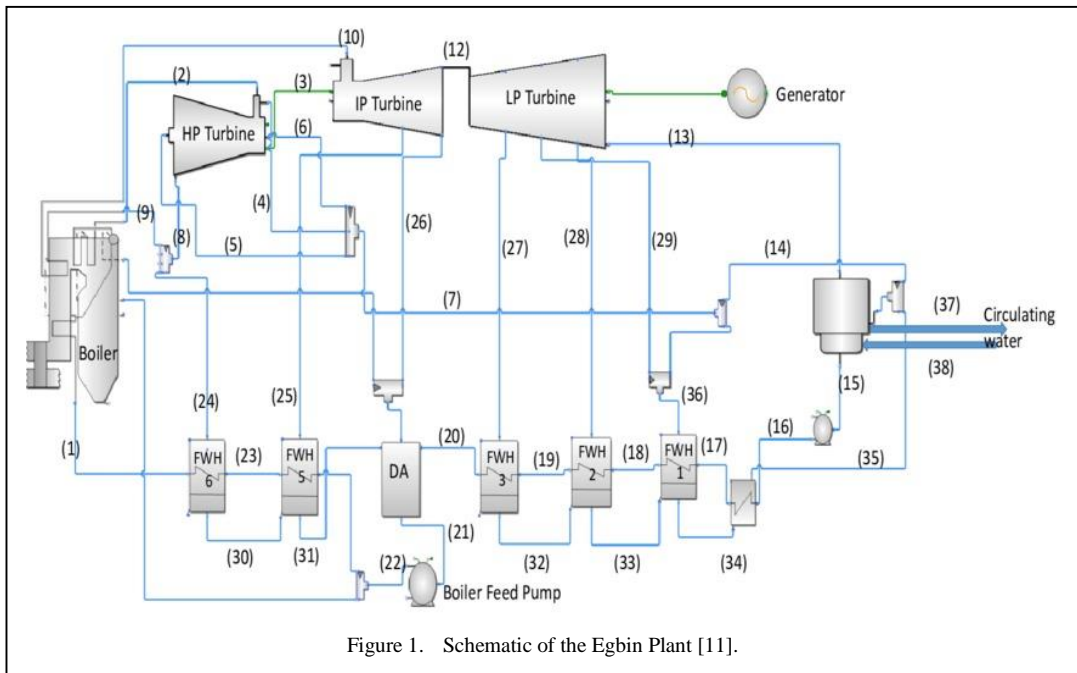 (10)
(12)
(2)
(3)
IP Turbine
LP Turbine
Generator
HP Turbine
(6)
(13)
(9)
(8)
(4)
(26)
(5)
(27)
(28)
(29)
(14)
(7)
(37)
Circulating
water
Boiler
(38)
(15)
(24)
(25)
(36)
(1)
(20)
(16)
(23)
(19)
(18)
(17)
(35)
FWH
6
FWH
5
DA
FWH
3
FWH
2
FWH
1
(21)
(30)
(31)
(22)
(32)
(33)
(34)
Boiler Feed Pump
Figure 1. Schematic of the Egbin Plant [11].